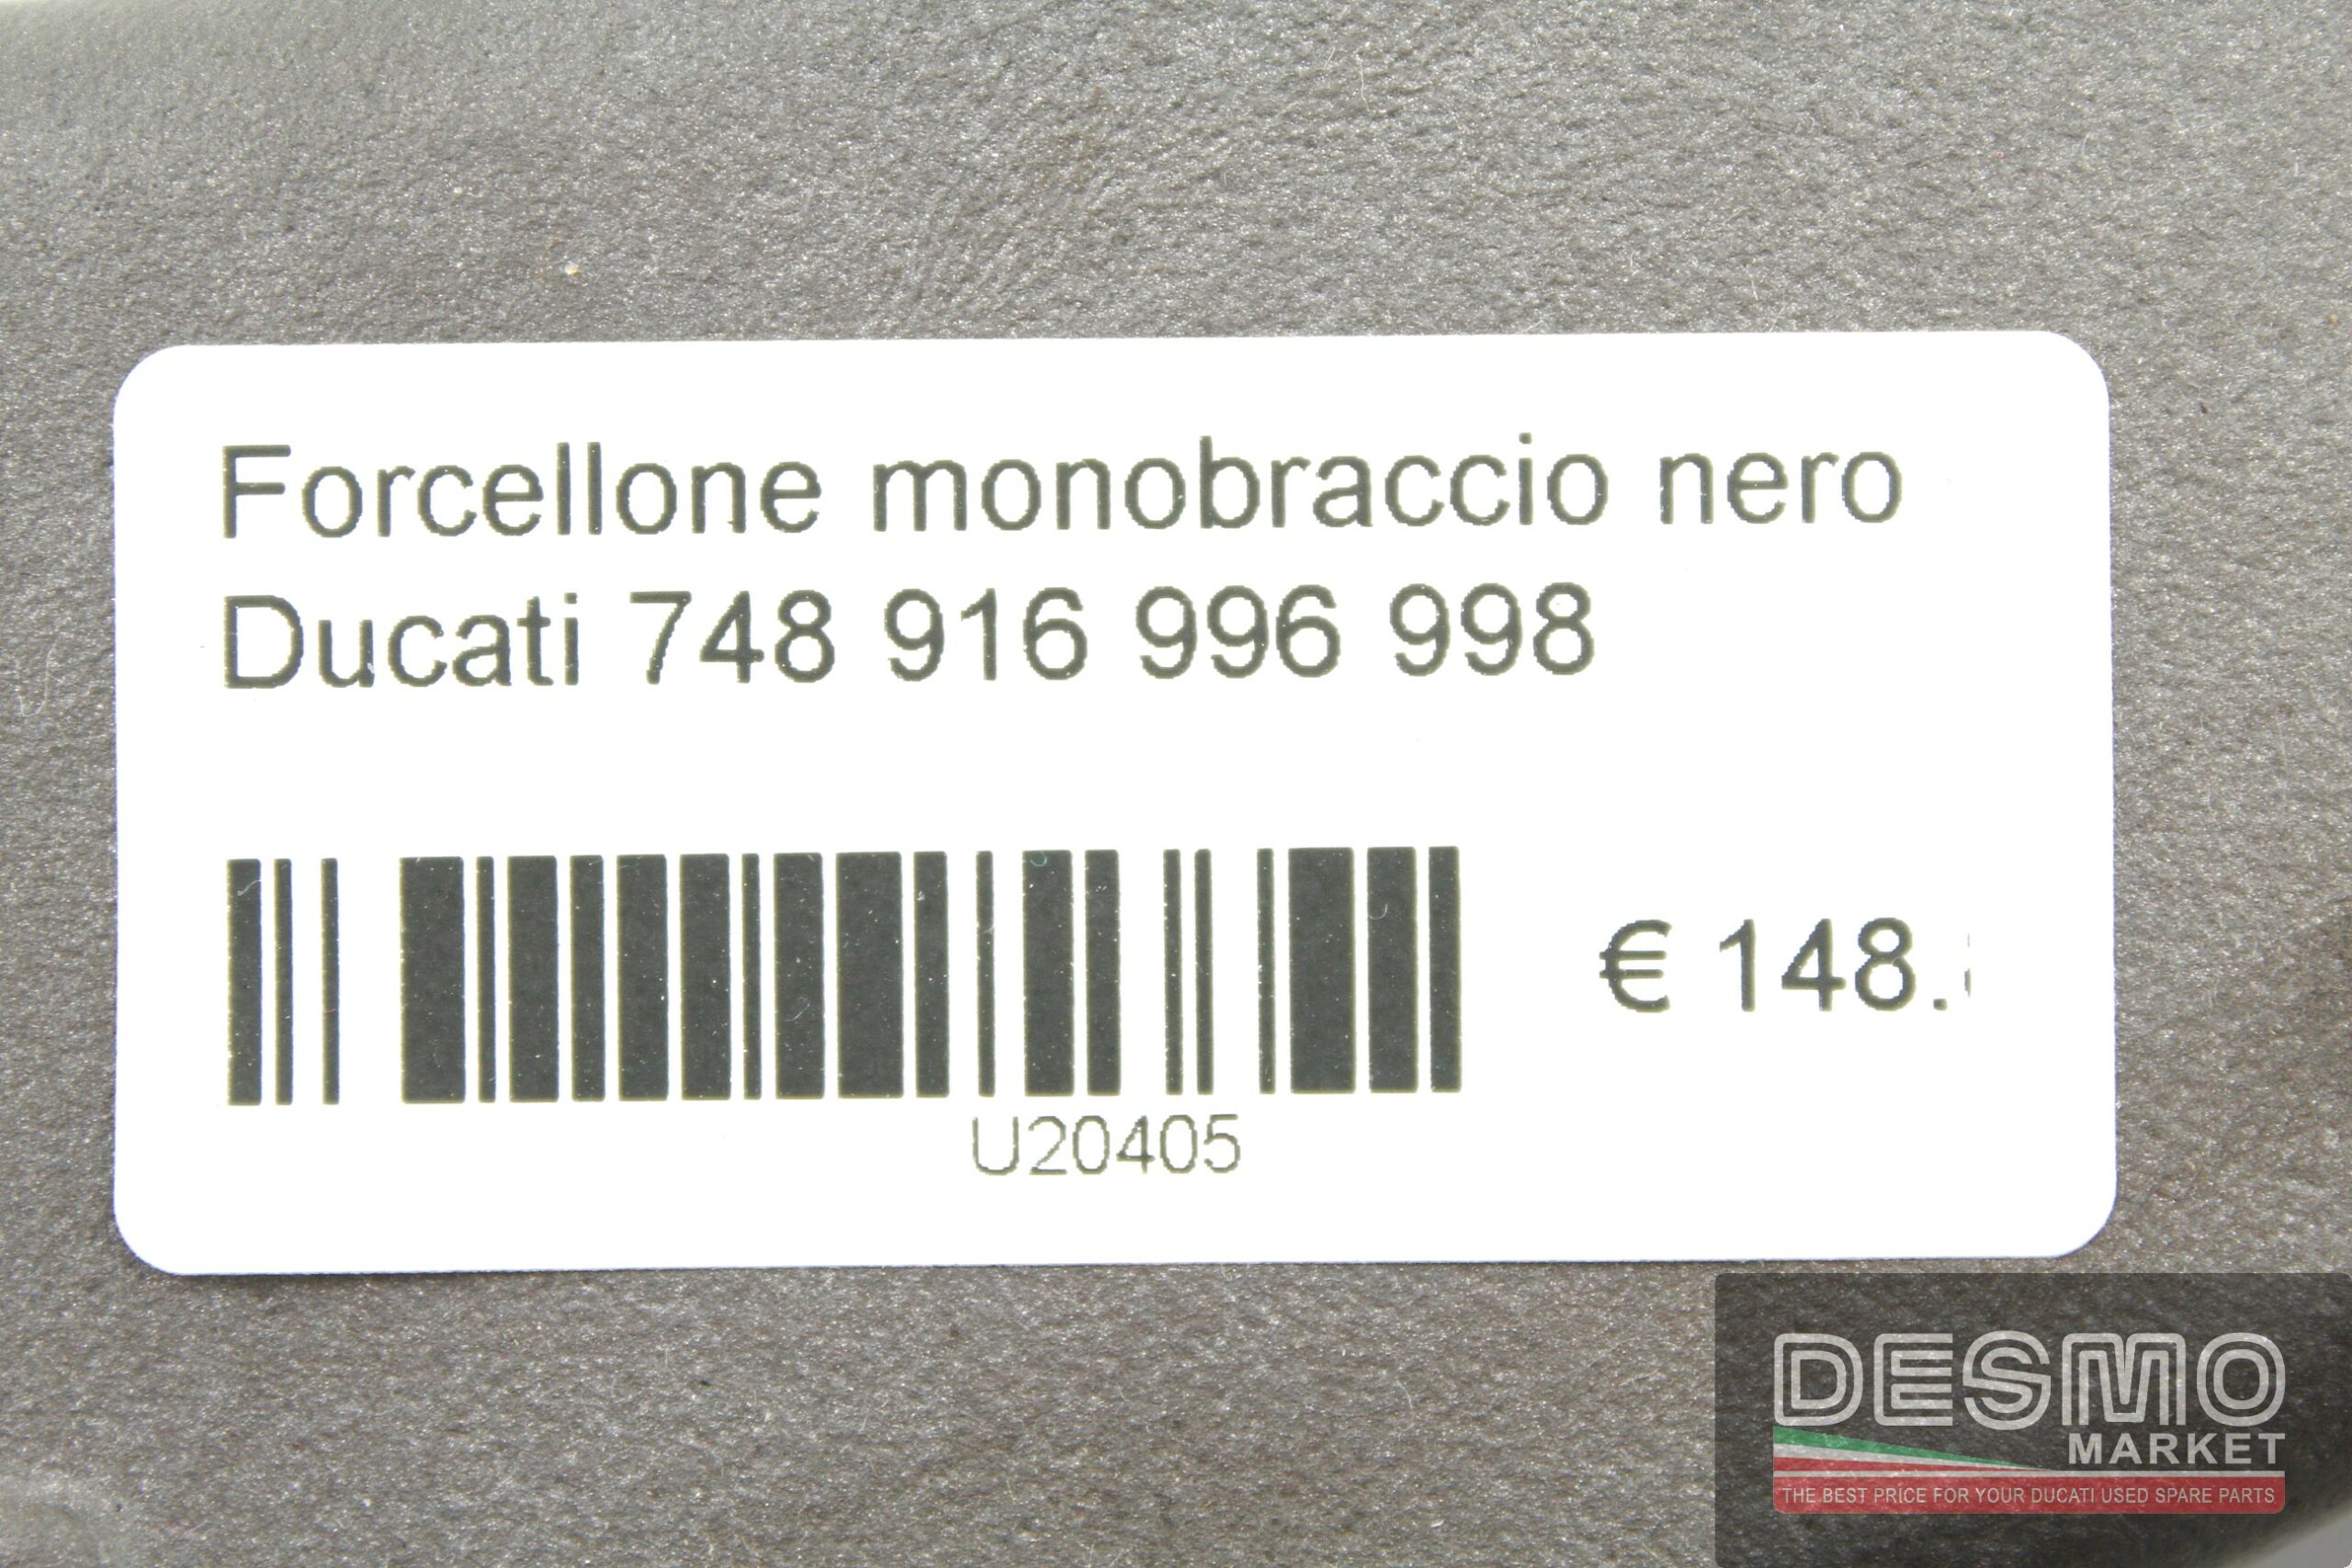 Forcellone monobraccio nero
Ducati 748 916 996 998
€ 148.
U20405
DESMO
MARKET
THE BEST PRICE FOR YOUR DUCATI USED SPARE PARTS